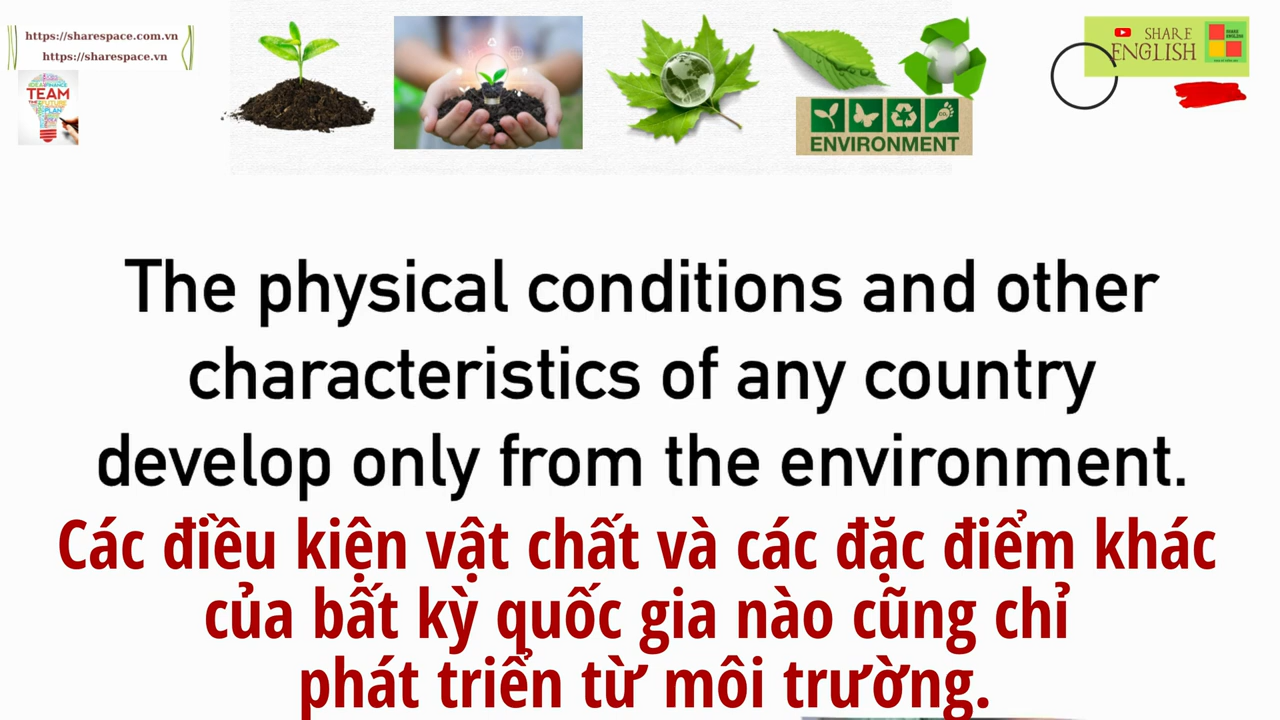 https://sharespace.com.vn
https://sharespace.vn
TEAM
PLAN
ENVIRONMENT
SHARE
ENGLISH
The physical conditions and other
characteristics of any country
develop only from the environment.
Các điều kiện vật chất và các đặc điểm khác
của bất kỳ quốc gia nào cũng chỉ
phát triển từ môi trường.